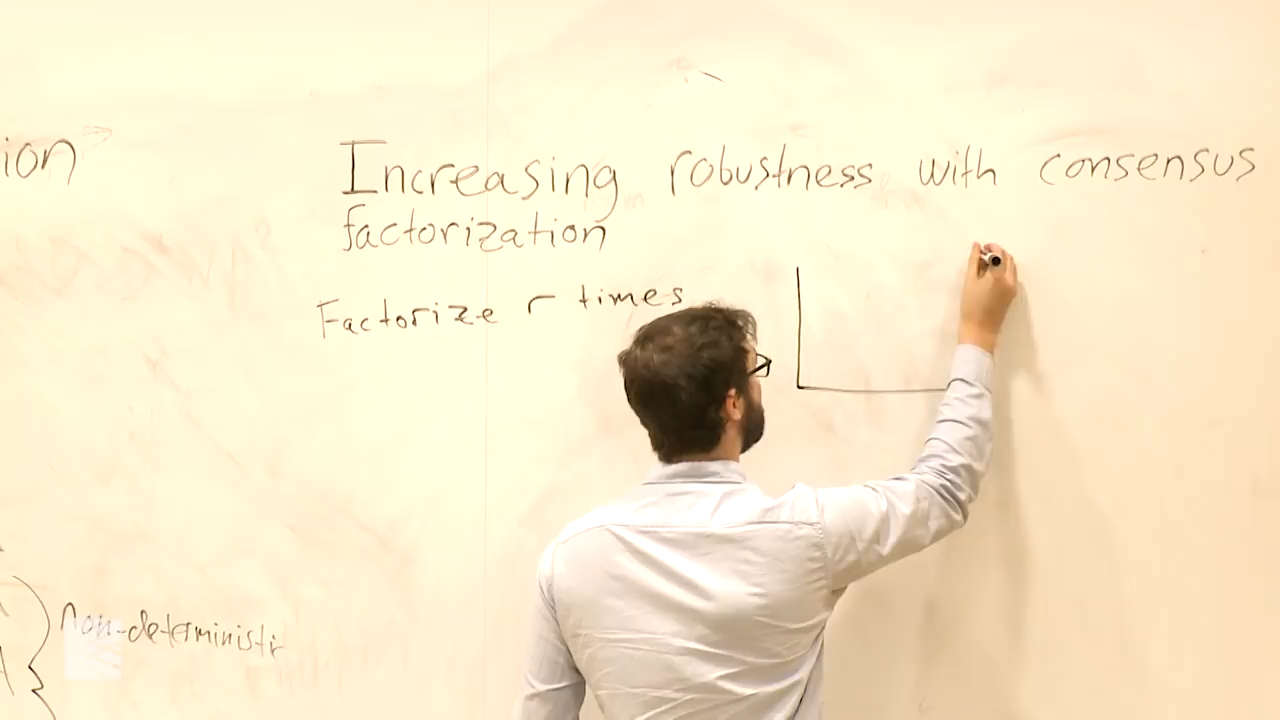 ion
Increasing robustness with consensus
factorization
Factorize r times
non-deterministic